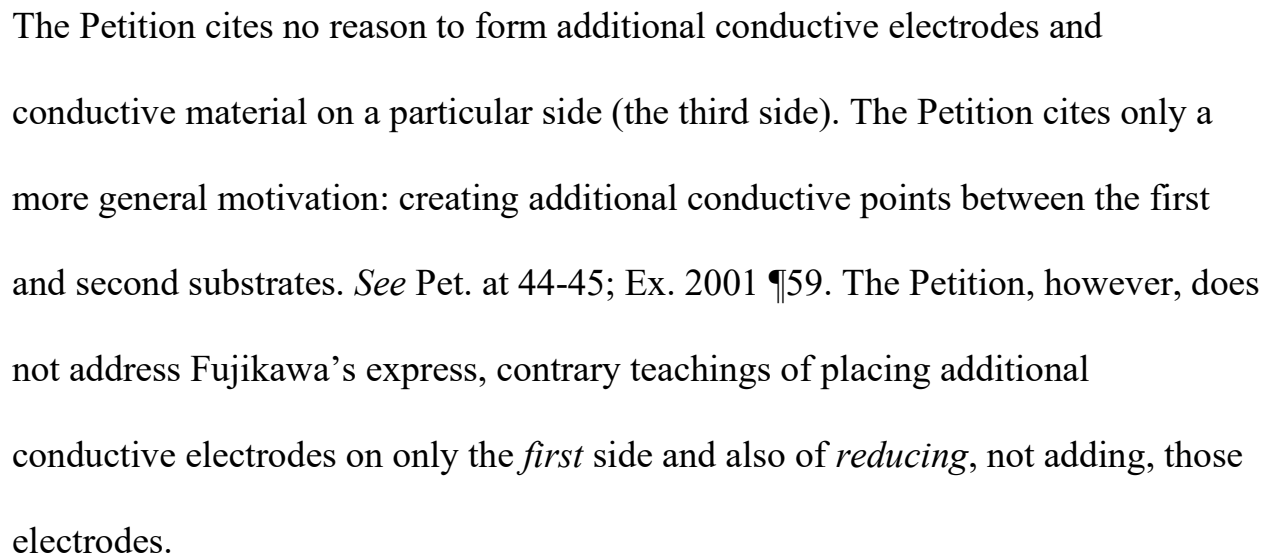 The Petition cites no reason to form additional conductive electrodes and
conductive material on a particular side (the third side). The Petition cites only a
more general motivation: creating additional conductive points between the first
and second substrates. See Pet. at 44-45; Ex. 2001 ¶59. The Petition, however, does
not address Fujikawa’s express, contrary teachings of placing additional
conductive electrodes on only the first side and also of reducing, not adding, those
electrodes.